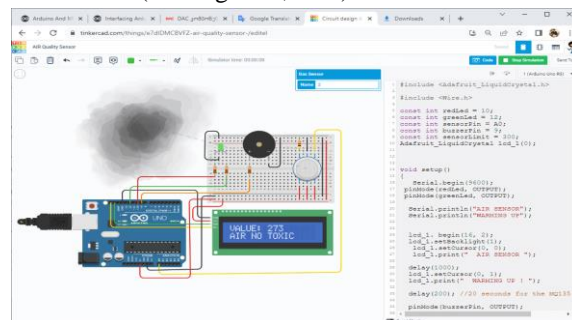 Arduino And M
Interfacing Ardui
Google Translat
Circuit design A
Downloads
tinkercad.com/things/e7dIDMCBVFZ-air-quality-sensor-/editel
AIR Quality Sensor
Code
Stop Simulation
Send To
Simulator time: 00:00:08
Gas Sensor
Name
1 (Arduino Uno R3)
#include <Adafruit_LiquidCrystal.h>
#include <Wire.h>
const int redLed = 10;
const int greenLed = 12;
const int sensorPin = A0;
const int buzzerPin = 9;
const int sensorLimit = 300;
Adafruit_LiquidCrystal lcd_1(0);
void setup()
{
Serial.begin(9600);
pinMode(redLed, OUTPUT);
pinMode(greenLed, OUTPUT);
Serial.println("AIR SENSOR");
Serial.println("WARMING UP");
lcd_1. begin(16, 2);
lcd_1.setBacklight(1);
lcd_1.setCursor(0, 0);
lcd_1.print(" AIR SENSOR ");
delay(1000);
lcd_1.setCursor(0, 1);
lcd_1.print(" WARMING UP ! ");
delay(200); //20 seconds for the MQ135
pinMode(buzzerPin, OUTPUT);
UNO
ARDUINO
VALUE: 273
AIR NO TOXIC